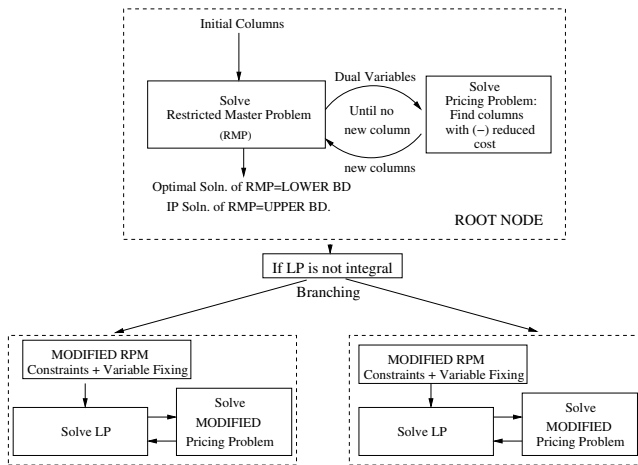 Initial Columns
Solve
Restricted Master Problem
(RMP)
Dual Variables
Until no
new column
new columns
Solve
Pricing Problem:
Find columns
with (−) reduced
cost
Optimal Soln. of RMP=LOWER BD
IP Soln. of RMP=UPPER BD.
ROOT NODE
If LP is not integral
Branching
MODIFIED RPM
Constraints + Variable Fixing
Solve LP
Solve
MODIFIED
Pricing Problem
MODIFIED RPM
Constraints + Variable Fixing
Solve LP
Solve
MODIFIED
Pricing Problem